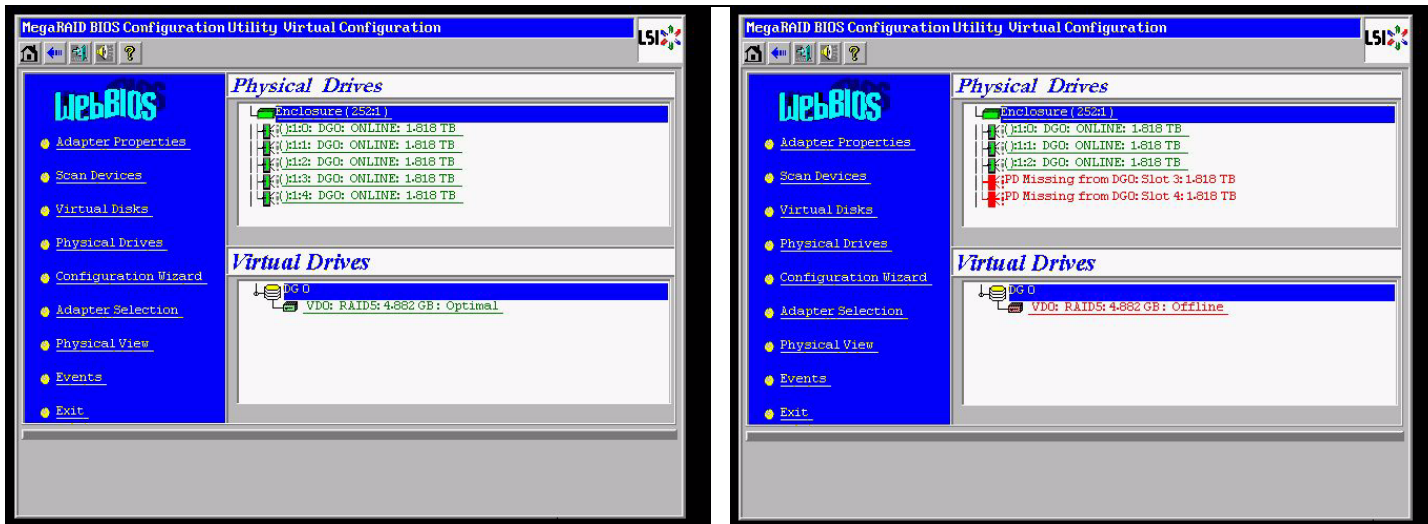 MegaRAID BIOS Configuration Utility Virtual Configuration
LSI
?
WebBIOS
Adapter Properties
Scan Devices
Virtual Disks
Physical Drives
Configuration Wizard
Adapter Selection
Physical View
Events
Exit
Physical Drives
Enclosure (252:1)
():1:0: DG0: ONLINE: 1.818 TB
():1:1: DG0: ONLINE: 1.818 TB
():1:2: DG0: ONLINE: 1.818 TB
():1:3: DG0: ONLINE: 1.818 TB
():1:4: DG0: ONLINE: 1.818 TB
Virtual Drives
DG 0
VD0: RAID5: 4.882 GB: Optimal
MegaRAID BIOS Configuration Utility Virtual Configuration
LSI
?
WebBIOS
Adapter Properties
Scan Devices
Virtual Disks
Physical Drives
Configuration Wizard
Adapter Selection
Physical View
Events
Exit
Physical Drives
Enclosure (252:1)
():1:0: DG0: ONLINE: 1.818 TB
():1:1: DG0: ONLINE: 1.818 TB
():1:2: DG0: ONLINE: 1.818 TB
PD Missing from DG0: Slot 3: 1.818 TB
PD Missing from DG0: Slot 4: 1.818 TB
Virtual Drives
DG 0
VD0: RAID5: 4.882 GB: Offline